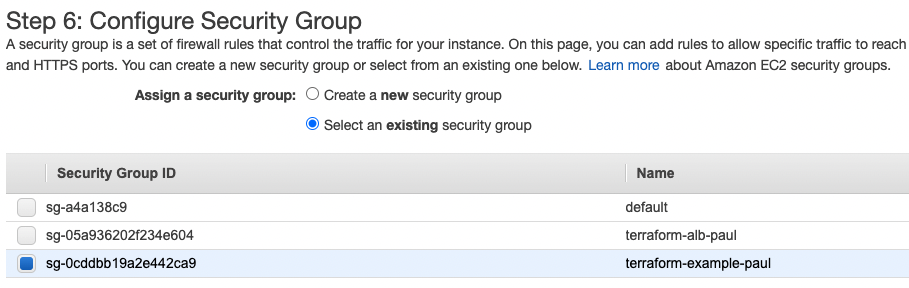 Step 6: Configure Security Group
A security group is a set of firewall rules that control the traffic for your instance. On this page, you can add rules to allow specific traffic to reach
and HTTPS ports. You can create a new security group or select from an existing one below. Learn more about Amazon EC2 security groups.
Assign a security group: Create a new security group
Select an existing security group
Security Group ID Name
sg-a4a138c9 default
sg-05a936202f234e604 terraform-alb-paul
sg-0cddbb19a2e442ca9 terraform-example-paul